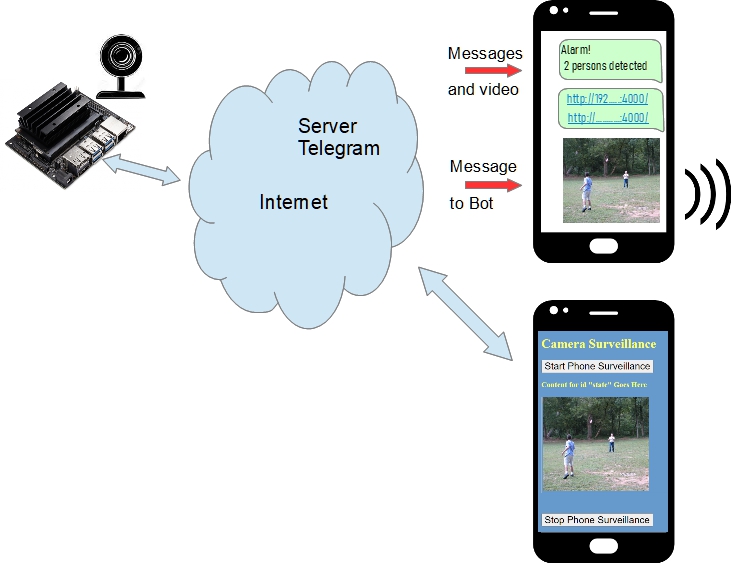 Server
Telegram
Internet
Messages
and video
Message
to Bot
Alarm!
2 persons detected
http://192.....:4000/
http://..........:4000/
Camera Surveillance
Start Phone Surveillance
Content for id "state" Goes Here
Stop Phone Surveillance